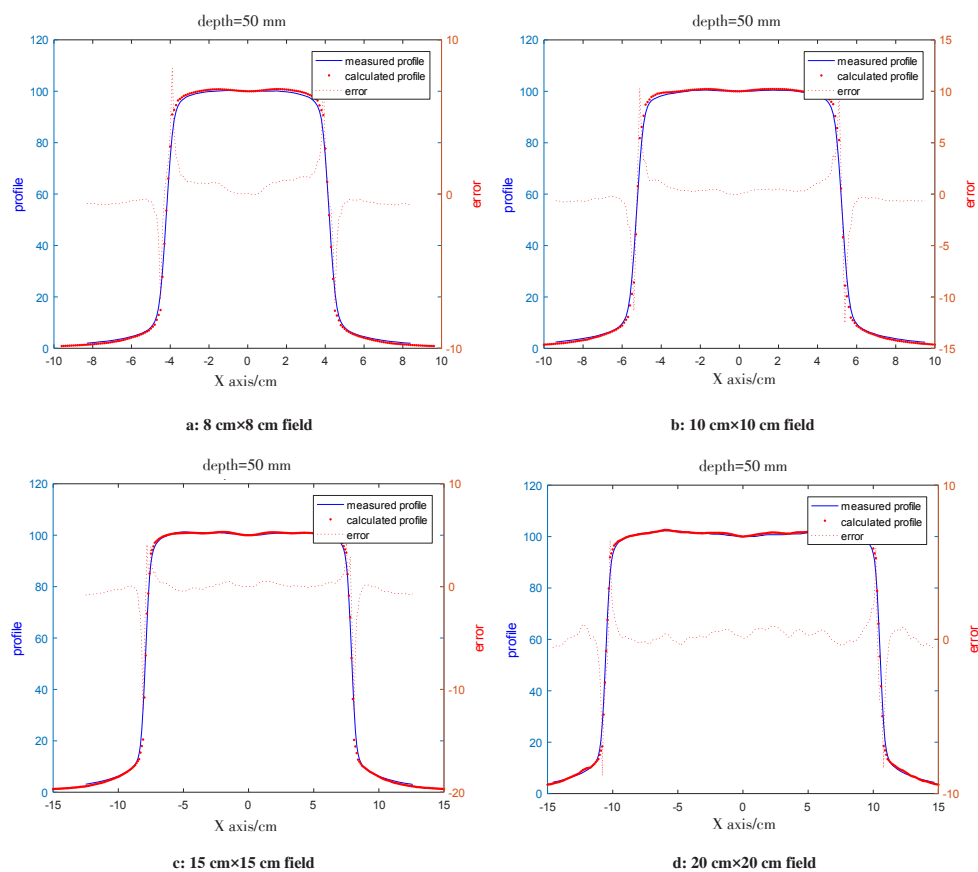 depth=50 mm
120
100
80
60
40
20
0
profile
measured profile
calculated profile
error
10
0
-10
error
-10 -8 -6 -4 -2 0 2 4 6 8 10
X axis/cm
a: 8 cm×8 cm field
depth=50 mm
120
100
80
60
40
20
0
profile
measured profile
calculated profile
error
15
10
5
0
-5
-10
-15
error
-10 -8 -6 -4 -2 0 2 4 6 8 10
X axis/cm
b: 10 cm×10 cm field
depth=50 mm
120
100
80
60
40
20
0
profile
measured profile
calculated profile
error
10
0
-10
-20
error
-15 -10 -5 0 5 10 15
X axis/cm
c: 15 cm×15 cm field
depth=50 mm
120
100
80
60
40
20
0
profile
measured profile
calculated profile
error
10
0
-10
error
-15 -10 -5 0 5 10 15
X axis/cm
d: 20 cm×20 cm field